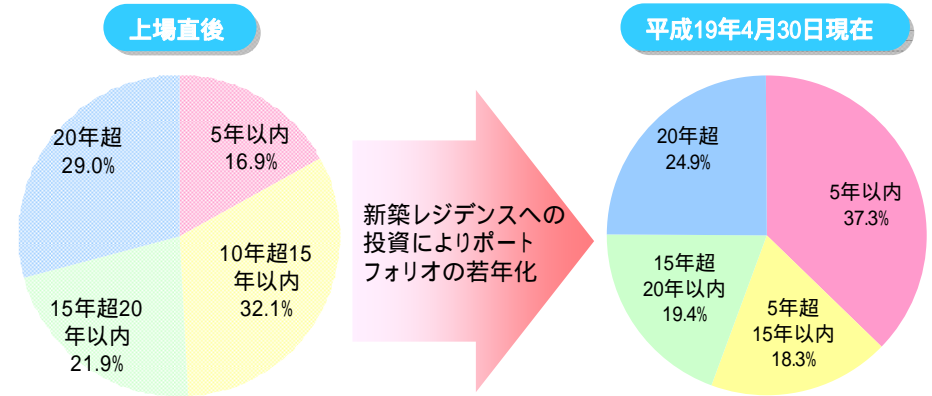 上場直後
20年超
29.0%
5年以内
16.9%
10年超15
年以内
32.1%
15年超20
年以内
21.9%
新築レジデンスへの
投資によりポート
フォリオの若年化
平成19年4月30日現在
20年超
24.9%
5年以内
37.3%
15年超
20年以内
19.4%
5年超
15年以内
18.3%